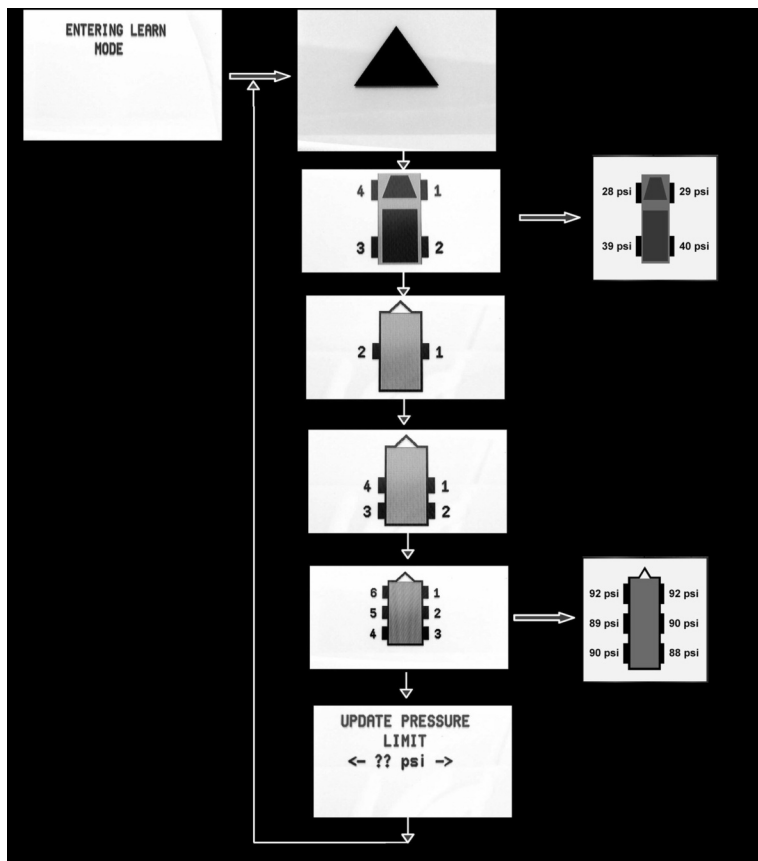 ENTERING LEARN
MODE
4 1
3 2
28 psi 29 psi
39 psi 40 psi
2 1
4 1
3 2
6 1
5 2
4 3
92 psi 92 psi
89 psi 90 psi
90 psi 88 psi
UPDATE PRESSURE
LIMIT
<- ?? psi ->